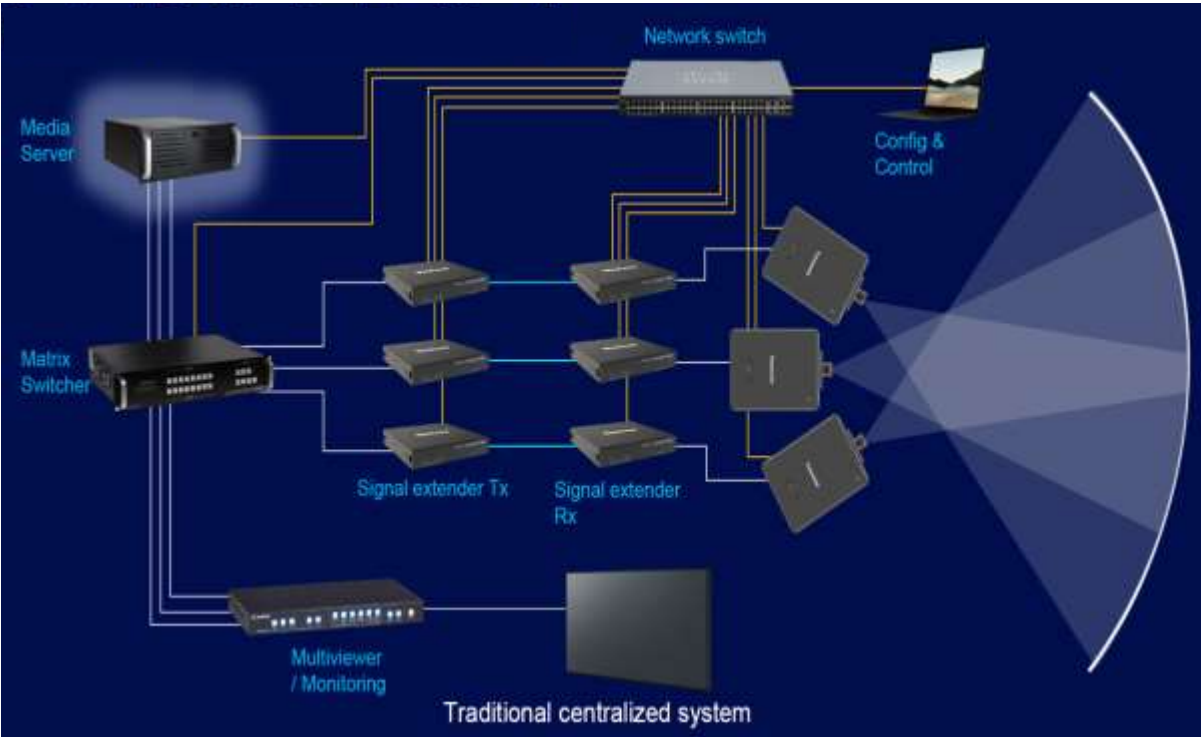 Network switch
Media
Server
Config &
Control
Matrix
Switcher
Signal extender Tx
Signal extender
Rx
Multiviewer
/ Monitoring
Traditional centralized system